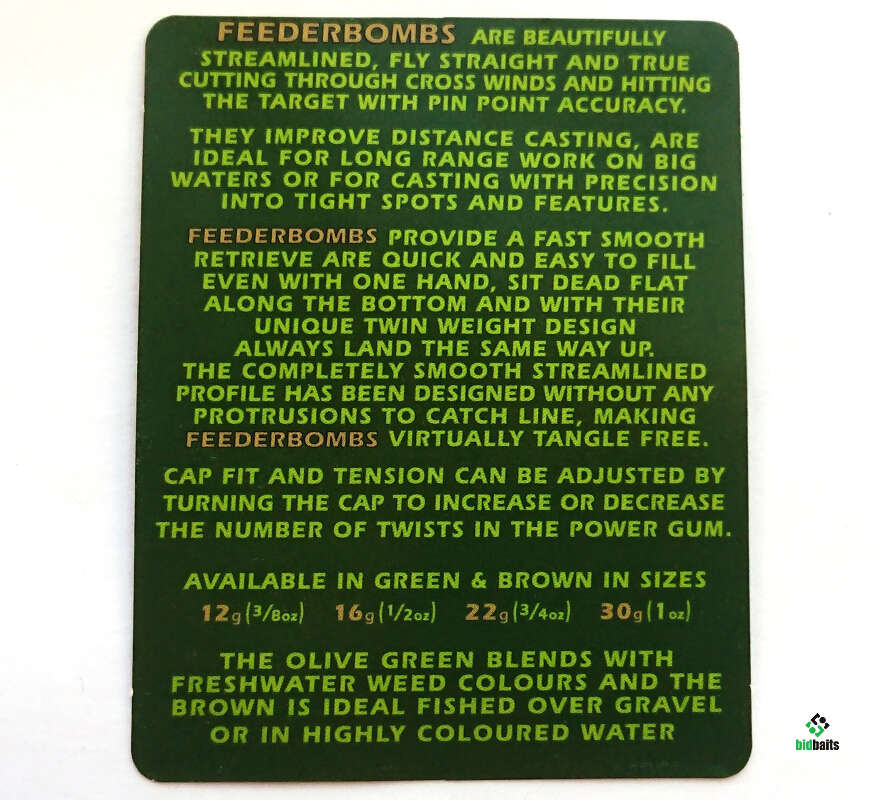 FEEDERBOMBS ARE BEAUTIFULLY
STREAMLINED, FLY STRAIGHT AND TRUE
CUTTING THROUGH CROSS WINDS AND HITTING
THE TARGET WITH PIN POINT ACCURACY.
THEY IMPROVE DISTANCE CASTING, ARE
IDEAL FOR LONG RANGE WORK ON BIG
WATERS OR FOR CASTING WITH PRECISION
INTO TIGHT SPOTS AND FEATURES.
FEEDERBOMBS PROVIDE A FAST SMOOTH
RETRIEVE ARE QUICK AND EASY TO FILL
EVEN WITH ONE HAND, SIT DEAD FLAT
ALONG THE BOTTOM AND WITH THEIR
UNIQUE TWIN WEIGHT DESIGN
ALWAYS LAND THE SAME WAY UP.
THE COMPLETELY SMOOTH STREAMLINED
PROFILE HAS BEEN DESIGNED WITHOUT ANY
PROTRUSIONS TO CATCH LINE, MAKING
FEEDERBOMBS VIRTUALLY TANGLE FREE.
CAP FIT AND TENSION CAN BE ADJUSTED BY
TURNING THE CAP TO INCREASE OR DECREASE
THE NUMBER OF TWISTS IN THE POWER GUM.
AVAILABLE IN GREEN & BROWN IN SIZES
12g (3/8oz) 16g (1/2oz) 22g (3/4oz) 30g (1oz)
THE OLIVE GREEN BLENDS WITH
FRESHWATER WEED COLOURS AND THE
BROWN IS IDEAL FISHED OVER GRAVEL
OR IN HIGHLY COLOURED WATER
bidbaits